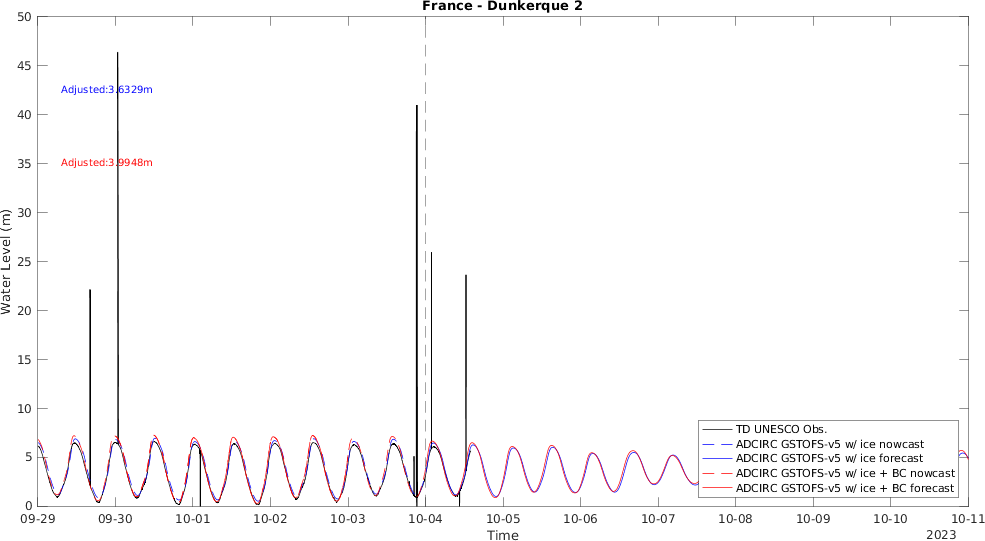 France - Dunkerque 2
50
45
40
35
30
25
20
15
10
5
0
Water Level (m)
Adjusted:3.6329m
Adjusted:3.9948m
TD UNESCO Obs.
ADCIRC GSTOFS-v5 w/ ice nowcast
ADCIRC GSTOFS-v5 w/ ice forecast
ADCIRC GSTOFS-v5 w/ ice + BC nowcast
ADCIRC GSTOFS-v5 w/ ice + BC forecast
09-29 09-30 10-01 10-02 10-03 10-04 10-05 10-06 10-07 10-08 10-09 10-10 10-11
Time
2023